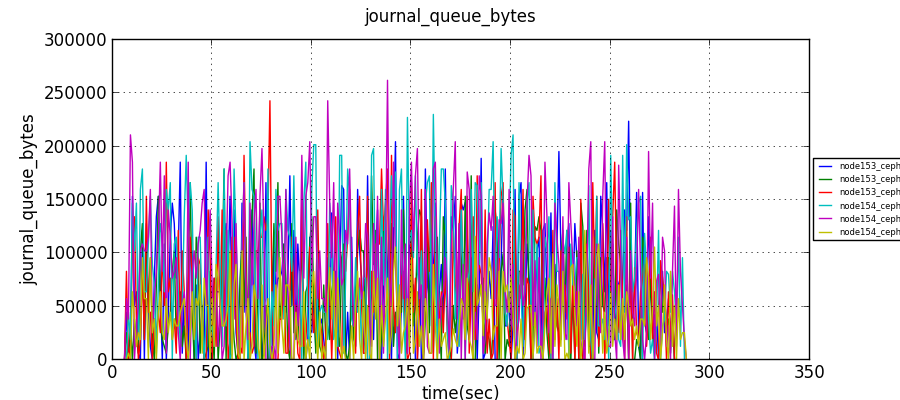 journal_queue_bytes
journal_queue_bytes
300000
250000
200000
150000
100000
50000
0
0 50 100 150 200 250 300 350
time(sec)
node153_ceph
node153_ceph
node153_ceph
node154_ceph
node154_ceph
node154_ceph